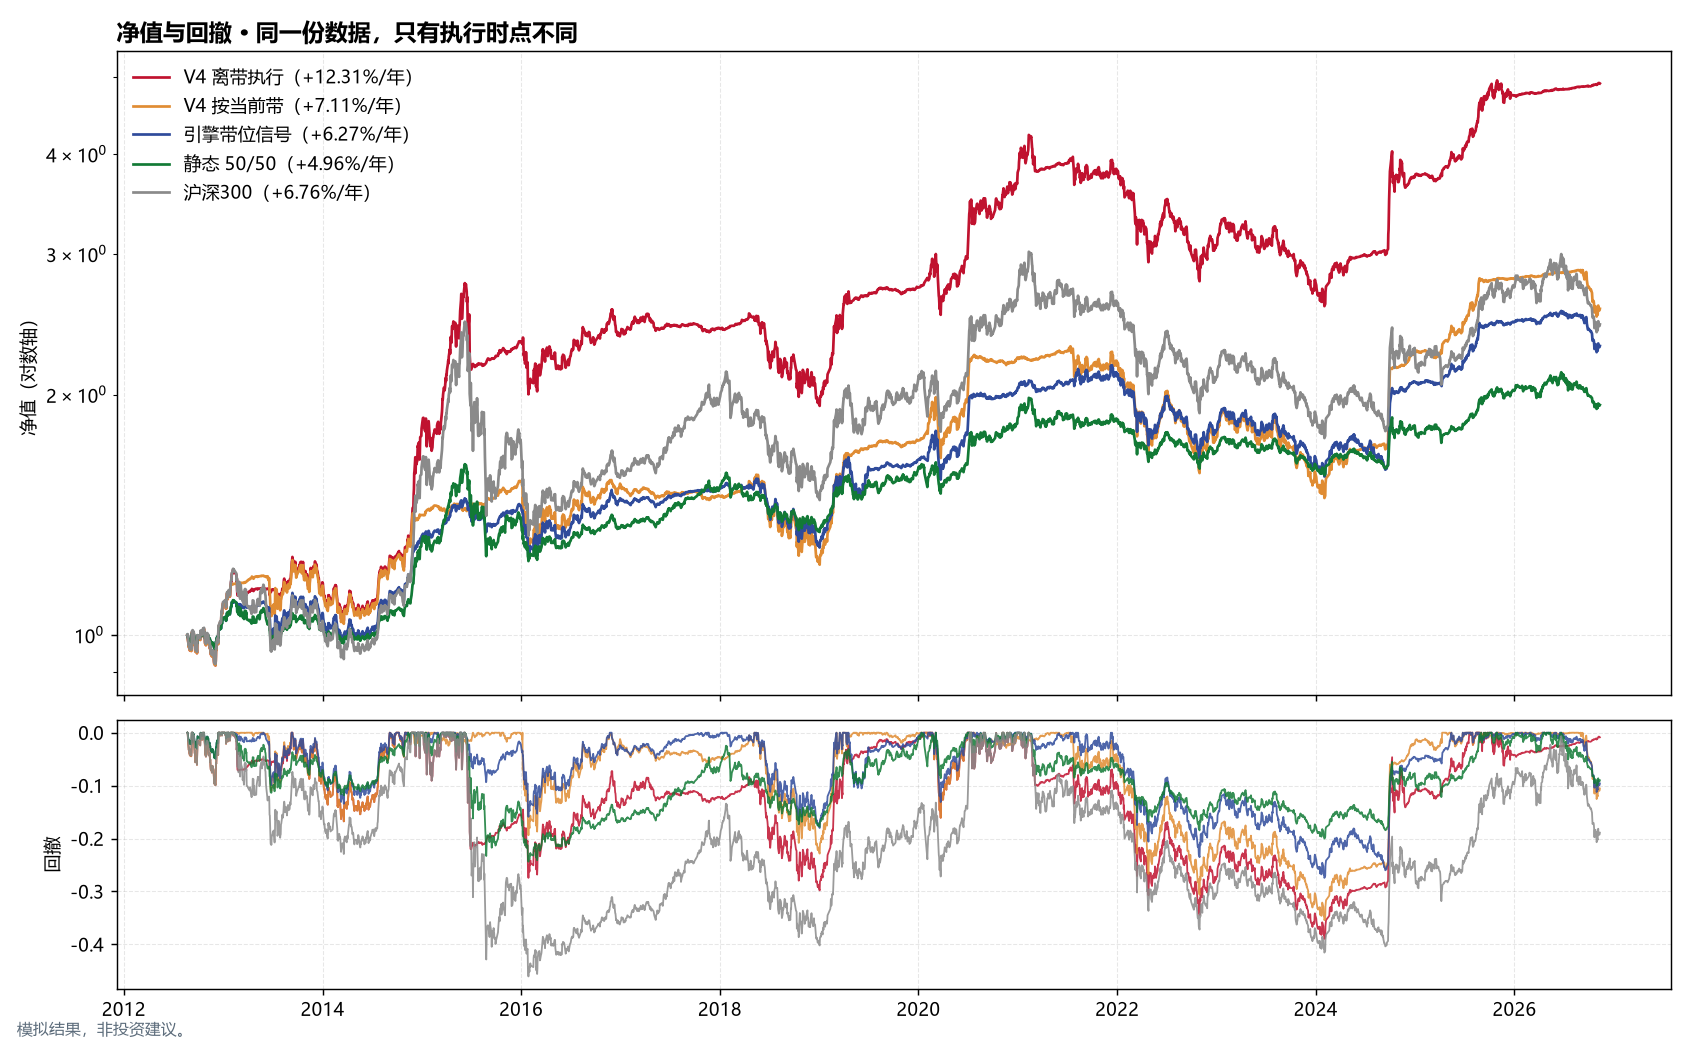 净值与回撤 • 同一份数据，只有执行时点不同
V4 离带执行（+12.31%/年）
V4 按当前带（+7.11%/年）
引擎带位信号（+6.27%/年）
静态 50/50（+4.96%/年）
沪深300（+6.76%/年）
净值（对数轴）
4 × 10⁰
3 × 10⁰
2 × 10⁰
10⁰
回撤
0.0
-0.1
-0.2
-0.3
-0.4
2012 2014 2016 2018 2020 2022 2024 2026
模拟结果，非投资建议。